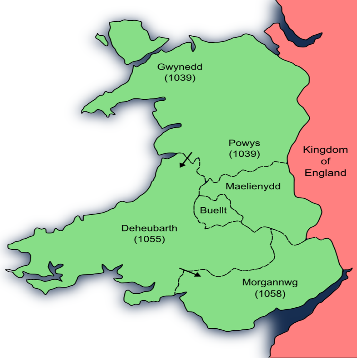 Gwynedd
(1039)
Powys
(1039)
Kingdom
of
England
Maelienydd
Buellt
Deheubarth
(1055)
Morgannwg
(1058)